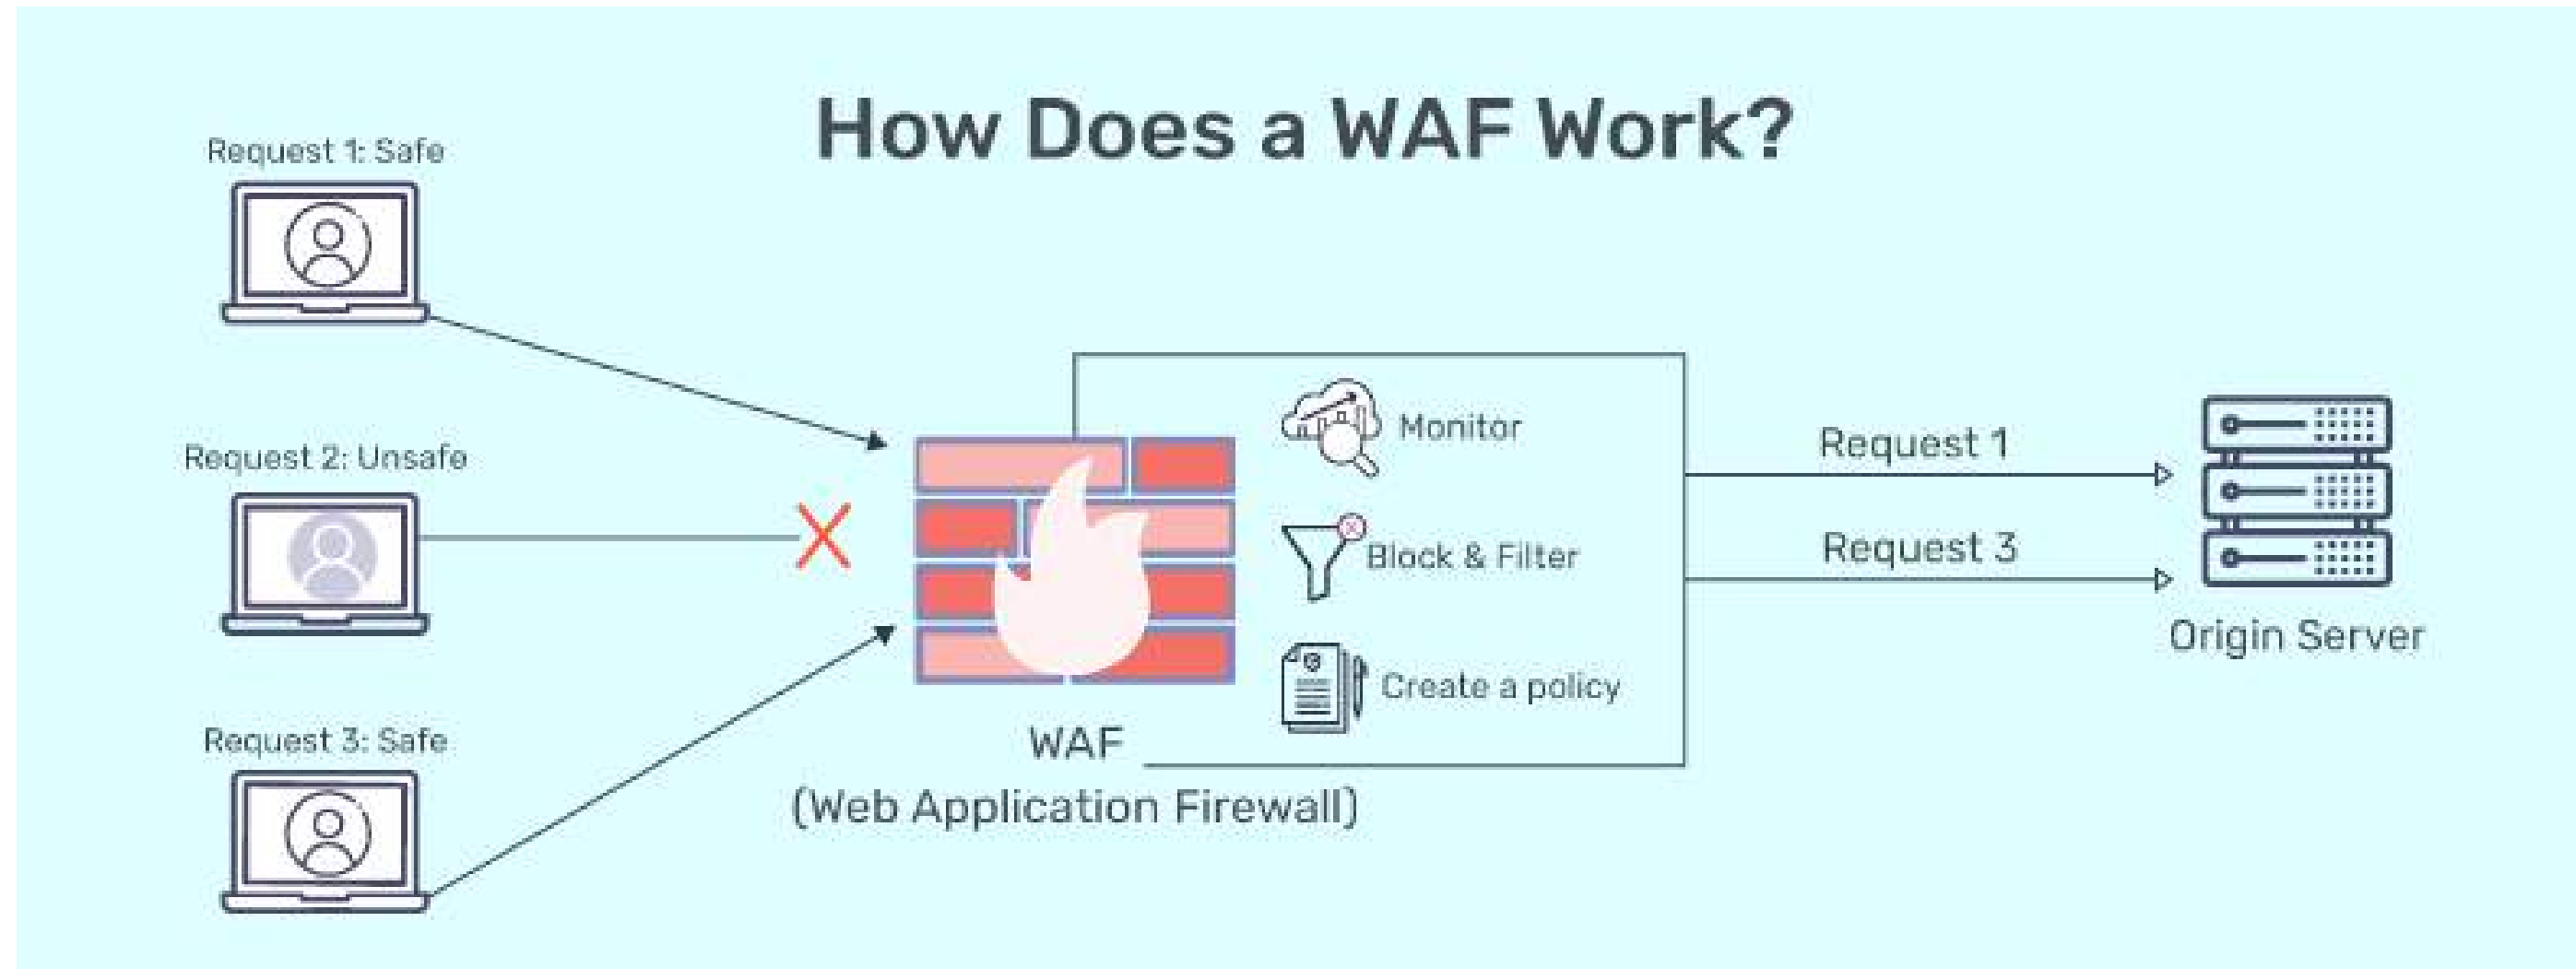 How Does a WAF Work?
Request 1: Safe
Request 2: Unsafe
Request 3: Safe
WAF
(Web Application Firewall)
Monitor
Block & Filter
Create a policy
Request 1
Request 3
Origin Server